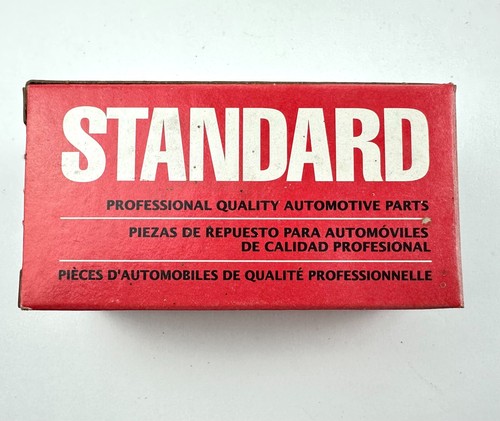 STANDARD
PROFESSIONAL QUALITY AUTOMOTIVE PARTS
PIEZAS DE REPUESTO PARA AUTOMÓVILES
DE CALIDAD PROFESIONAL
PIÈCES D'AUTOMOBILES DE QUALITÉ PROFESSIONNELLE